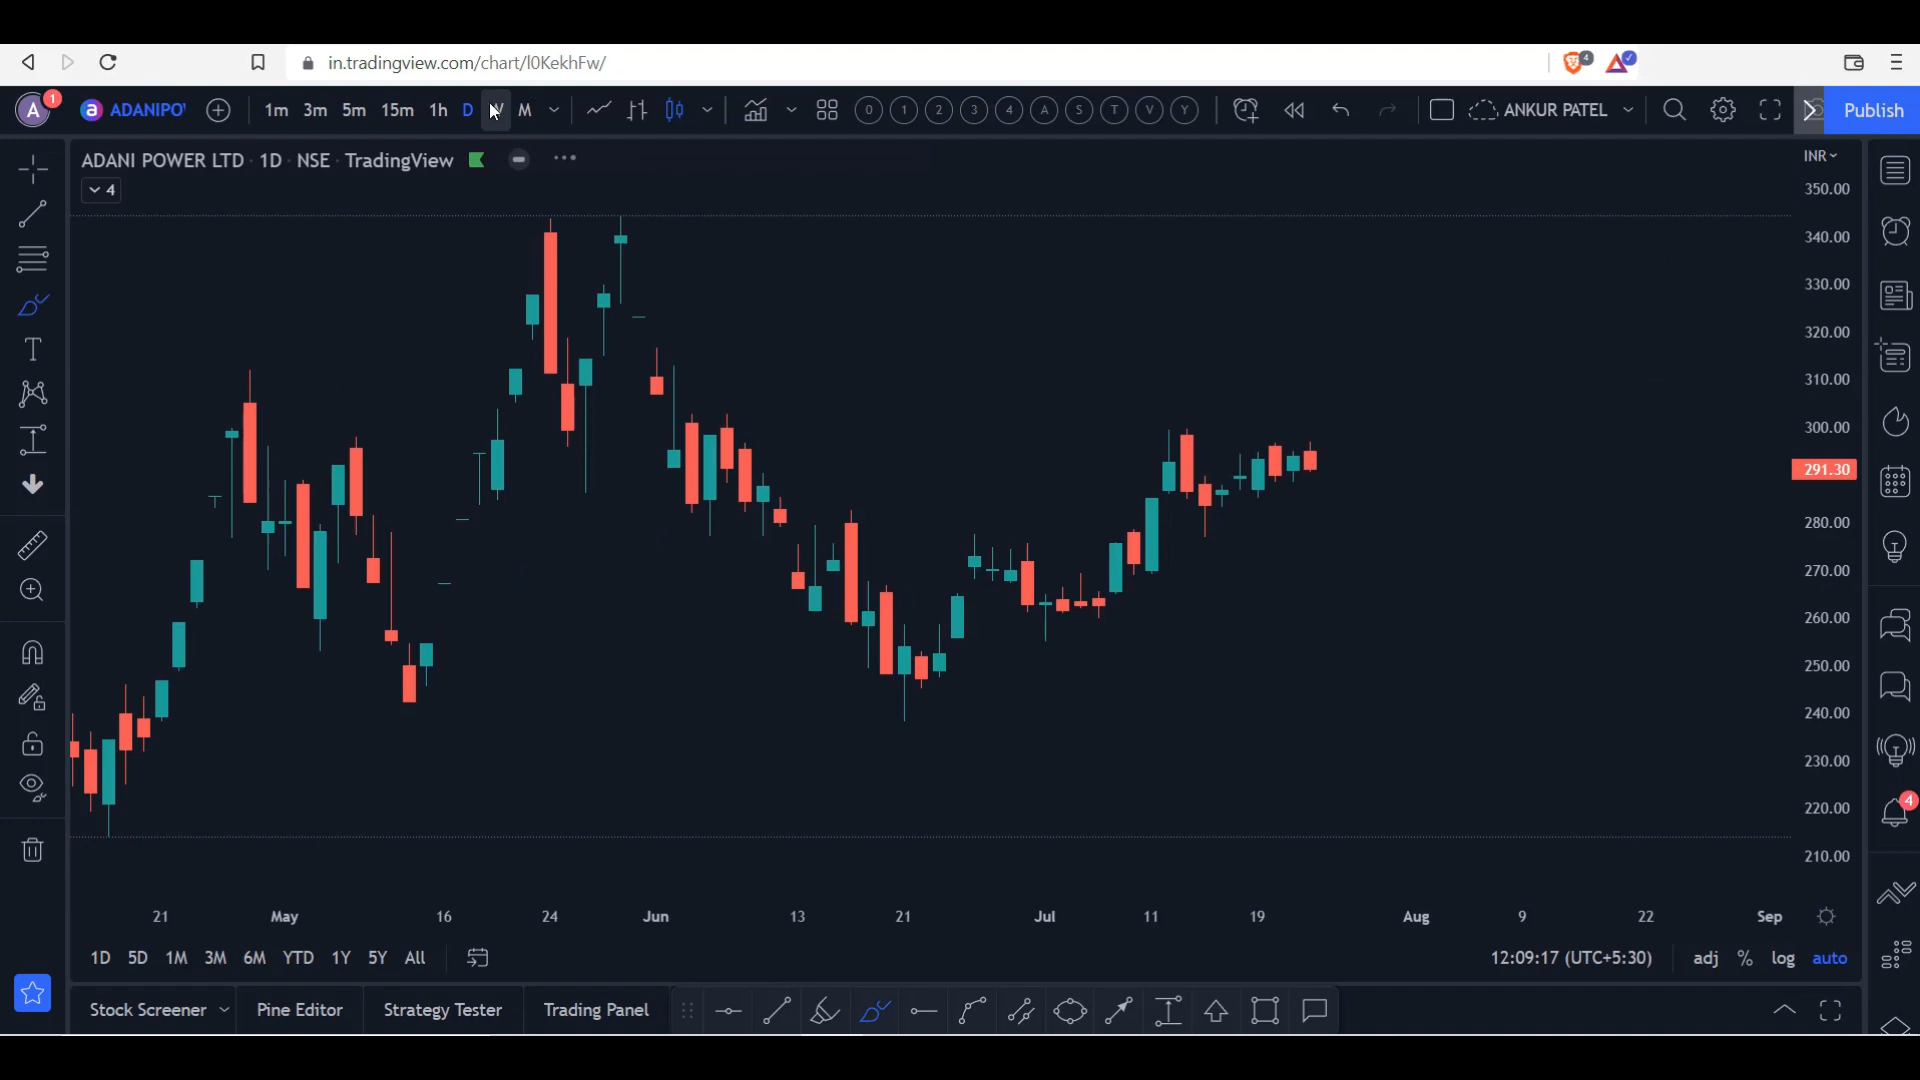 in.tradingview.com/chart/l0KekhFw/
4
A 1 a ADANIPO 1m 3m 5m 15m 1h D W M 0 1 2 3 4 A S T V Y ANKUR PATEL Publish
ADANI POWER LTD · 1D · NSE · TradingView
INR
4
350.00
340.00
330.00
320.00
310.00
300.00
291.30
280.00
270.00
260.00
250.00
240.00
230.00
220.00
210.00
4
21 May 16 24 Jun 13 21 Jul 11 19 Aug 9 22 Sep
1D 5D 1M 3M 6M YTD 1Y 5Y All 12:09:17 (UTC+5:30) adj % log auto
Stock Screener Pine Editor Strategy Tester Trading Panel